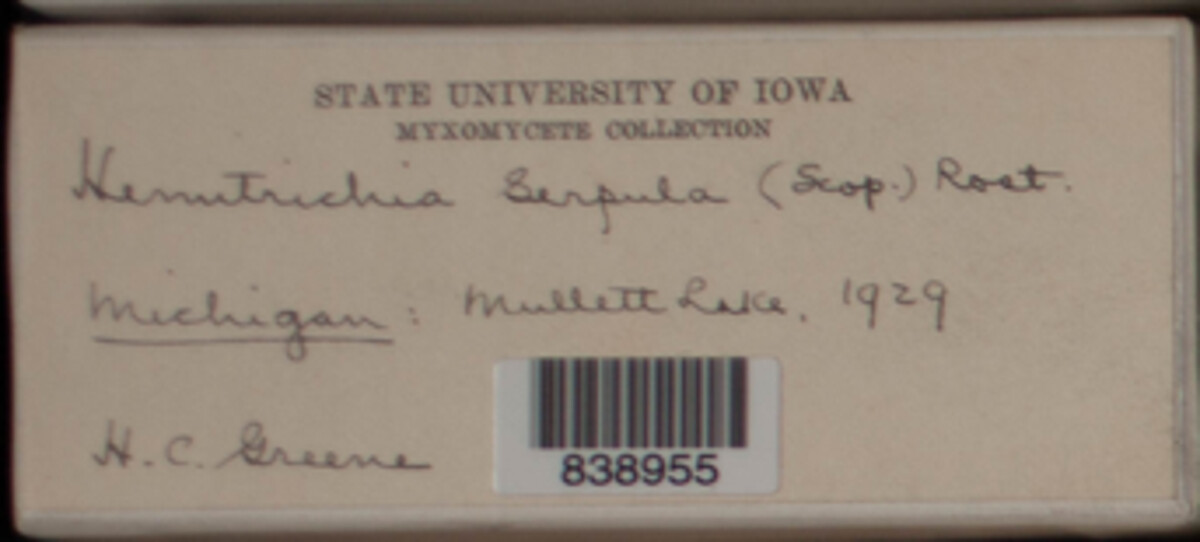 STATE UNIVERSITY OF IOWA
MYXOMYCETE COLLECTION
Hemitrichia Serpula (Scop.) Rost.
Michigan: Mullett Lake, 1929
H. C. Greene
838955